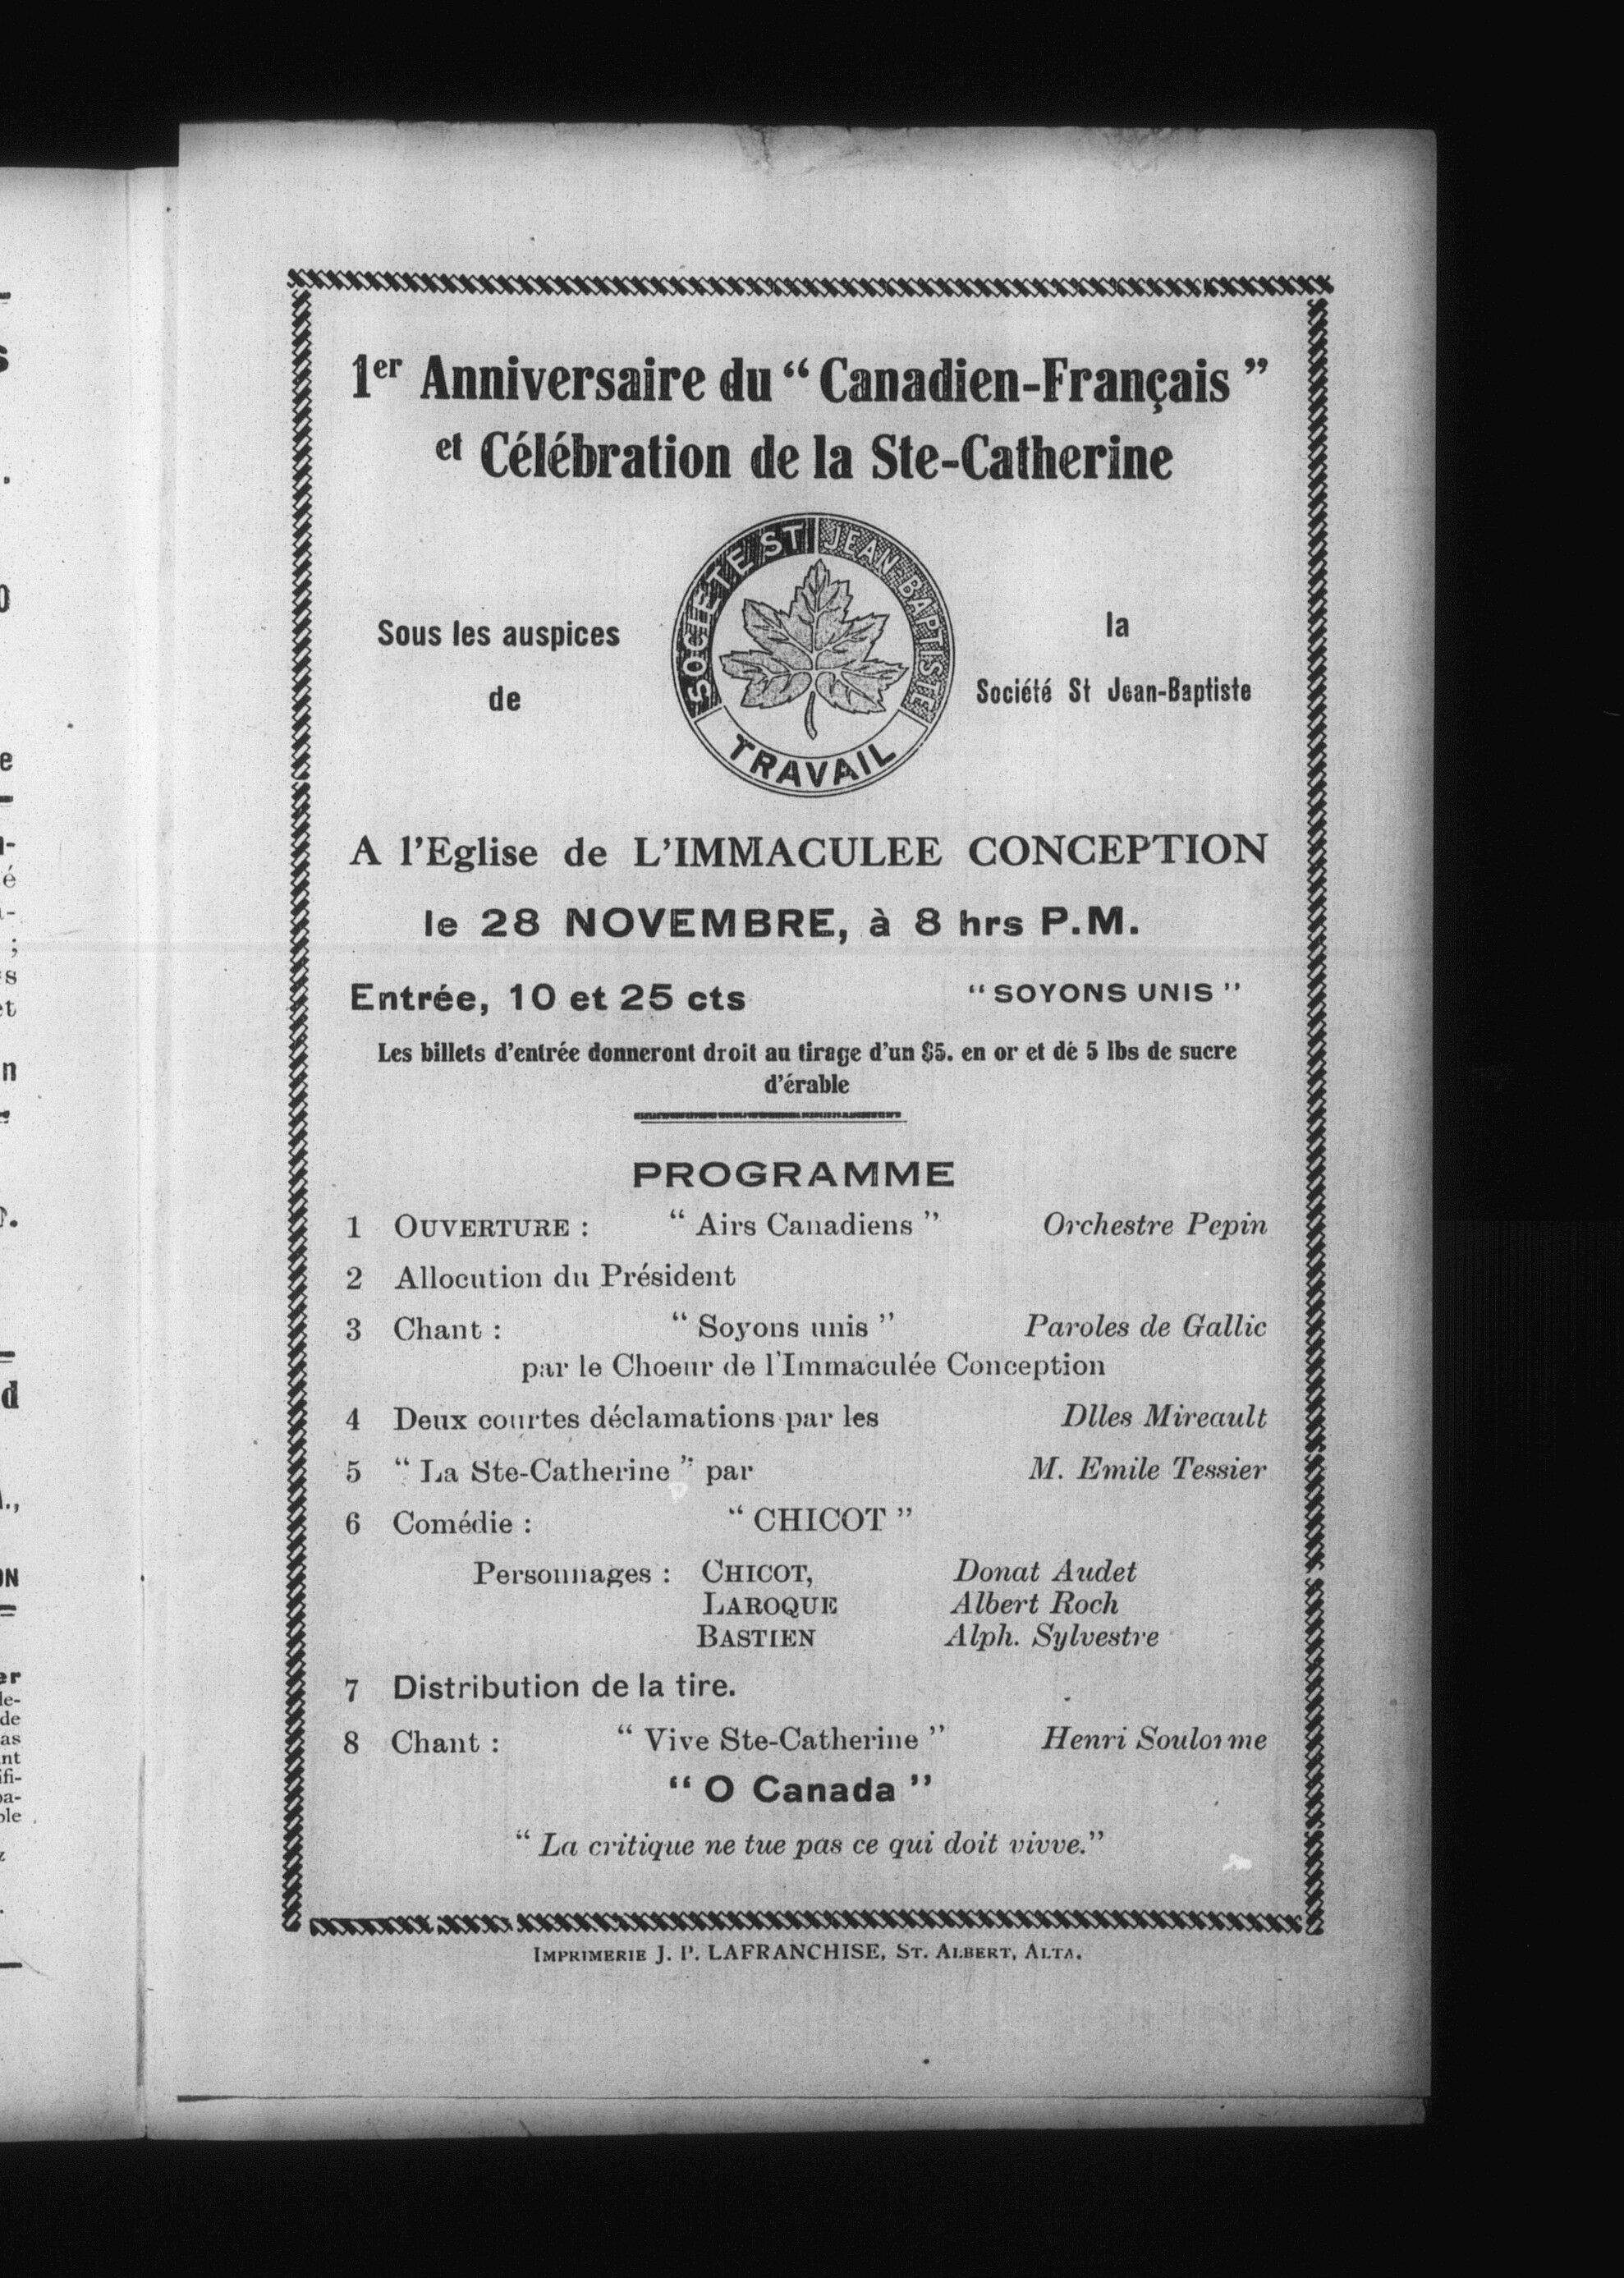 1er Anniversaire du “ Canadien-Français ”
et Célébration de la Ste-Catherine
SOCIETE ST JEAN-BAPTISTE
TRAVAIL
Sous les auspices
de
la
Société St Jean-Baptiste
A l'Eglise de L'IMMACULEE CONCEPTION
le 28 NOVEMBRE, à 8 hrs P.M.
Entrée, 10 et 25 cts “ SOYONS UNIS ”
Les billets d'entrée donneront droit au tirage d'un $5. en or et dé 5 lbs de sucre
d'érable
PROGRAMME
1 OUVERTURE : “ Airs Canadiens ” Orchestre Pepin
2 Allocution du Président
3 Chant : “ Soyons unis ” Paroles de Gallic
par le Choeur de l'Immaculée Conception
4 Deux courtes déclamations par les Dlles Mireault
5 “ La Ste-Catherine ” par M. Emile Tessier
6 Comédie : “ CHICOT ”
Personnages : CHICOT, Donat Audet
LAROQUE Albert Roch
BASTIEN Alph. Sylvestre
7 Distribution de la tire.
8 Chant : “ Vive Ste-Catherine ” Henri
“ O Canada ”
“ La critique ne tue pas ce qui doit vivve.”
IMPRIMERIE J. P. LAFRANCHISE, ST. ALBERT, ALTA.